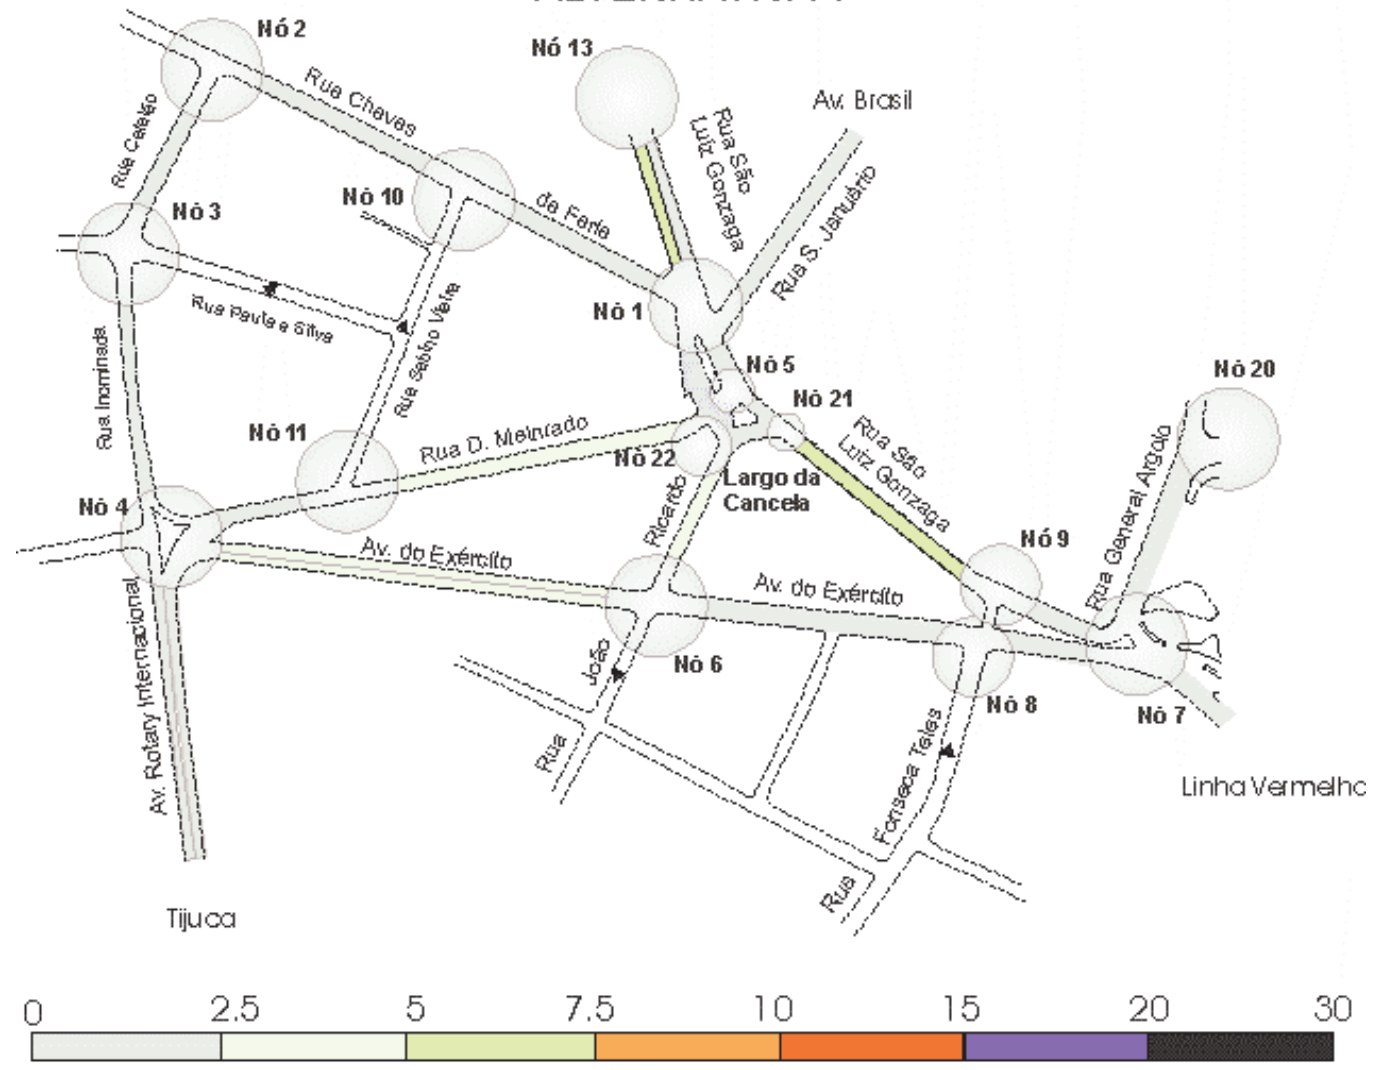 Nó 2
Nó 13
Rua Chaves
Av. Brasil
Rua São
Luiz Gonzaga
Rua Catalão
Nó 10
Nó 3
de Faria
Rua S. Januário
Nó 1
Rua Paula e Silva
Rua Sabino Vieira
Rua Inominada
Nó 5
Nó 20
Nó 21
Nó 11
Rua D. Meinrado
Rua São
Luiz Gonzaga
Nó 22
Largo da
Cancela
Rua General Argolo
Nó 4
Ricardo
Nó 9
Av. do Exército
Av. do Exército
João
Nó 6
Av. Rotary Internacional
Nó 8
Nó 7
Rua
Fonseca Teles
Linha Vermelha
Rua
Tijuca
0 2.5 5 7.5 10 15 20 30